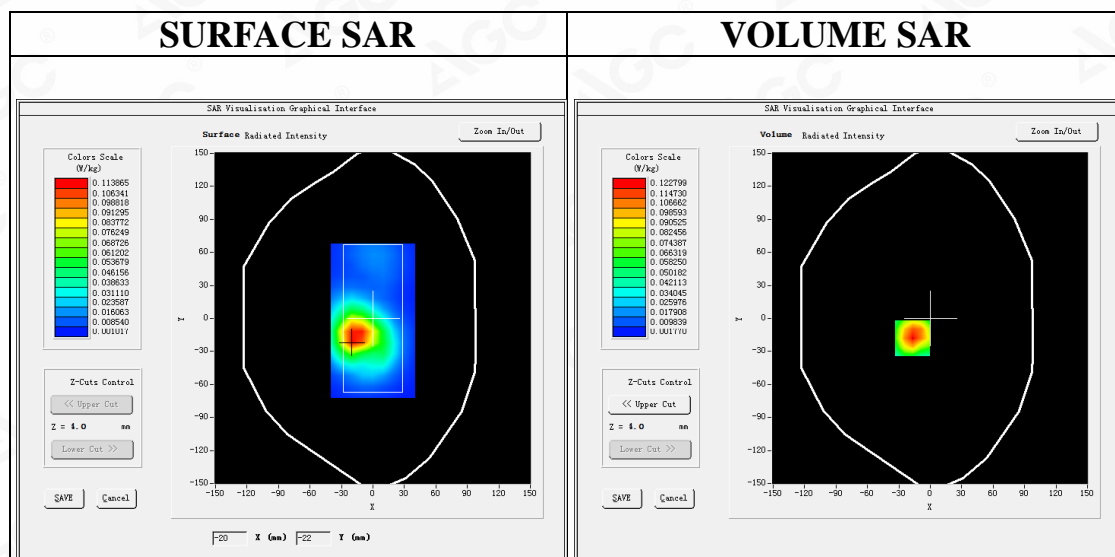 SURFACE SAR
VOLUME SAR
SAR Visualisation Graphical Interface
Surface Radiated Intensity
Zoom In/Out
Colors Scale
(W/kg)
0.113865
0.106341
0.098818
0.091295
0.083772
0.076249
0.068726
0.061202
0.053679
0.046156
0.038633
0.031110
0.023587
0.016063
0.008540
0.001017
150
120
90
60
30
0
-30
-60
-90
-120
-150
Y
-150 -120 -90 -60 -30 0 30 60 90 120 150
X
Z-Cuts Control
<< Upper Cut
Z = 4.0 mm
Lower Cut >>
SAVE
Cancel
-20 X (mm) -22 Y (mm)
SAR Visualisation Graphical Interface
Volume Radiated Intensity
Zoom In/Out
Colors Scale
(W/kg)
0.122799
0.114730
0.106662
0.098593
0.090525
0.082456
0.074387
0.066319
0.058250
0.050182
0.042113
0.034045
0.025976
0.017908
0.009839
0.001770
150
120
90
60
30
0
-30
-60
-90
-120
-150
Y
-150 -120 -90 -60 -30 0 30 60 90 120 150
X
Z-Cuts Control
<< Upper Cut
Z = 4.0 mm
Lower Cut >>
SAVE
Cancel
AGC